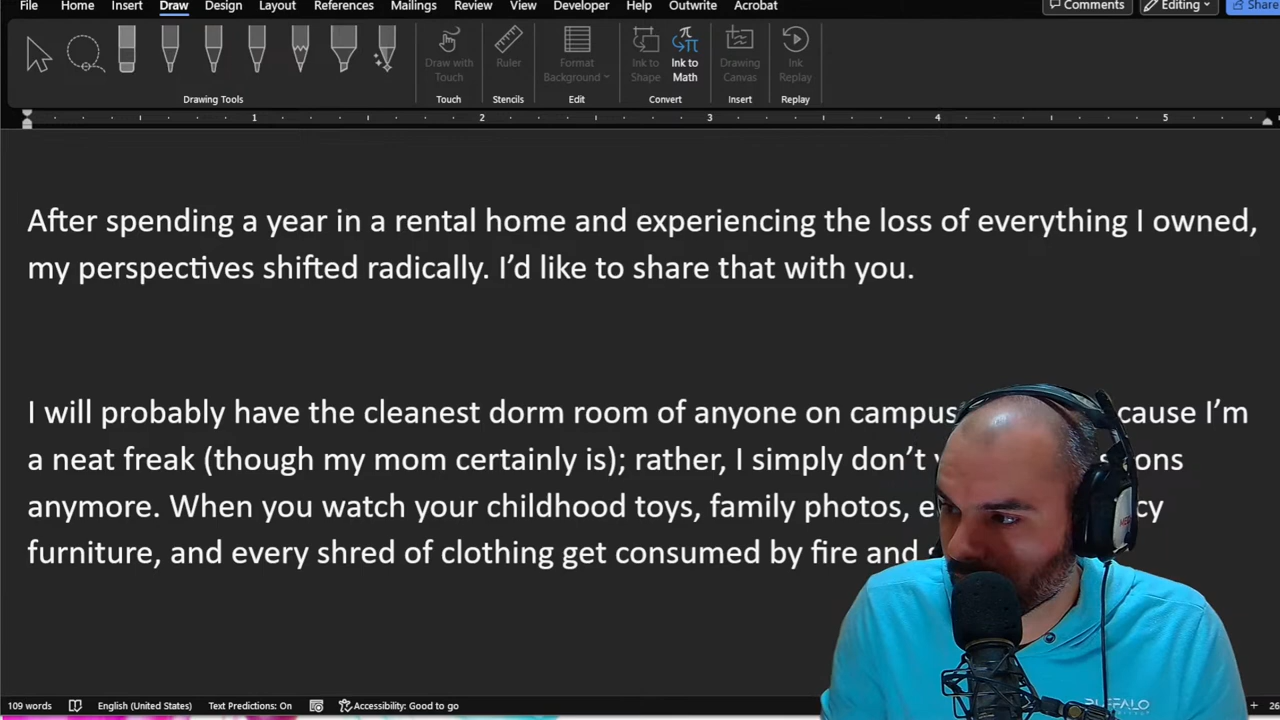 File Home Insert Draw Design Layout References Mailings Review View Developer Help Outwrite Acrobat Comments Editing Share
Draw with Touch
Ruler
Format Background
Ink to Shape
Ink to Math
Drawing Canvas
Ink Replay
Drawing Tools Touch Stencils Edit Convert Insert Replay
1 2 3 4 5
After spending a year in a rental home and experiencing the loss of everything I owned,
my perspectives shifted radically. I'd like to share that with you.
I will probably have the cleanest dorm room of anyone on campus cause I'm
a neat freak (though my mom certainly is); rather, I simply don't
anymore. When you watch your childhood toys, family photos,
furniture, and every shred of clothing get consumed by fire and
BUFFALO
109 words English (United States) Text Predictions: On Accessibility: Good to go